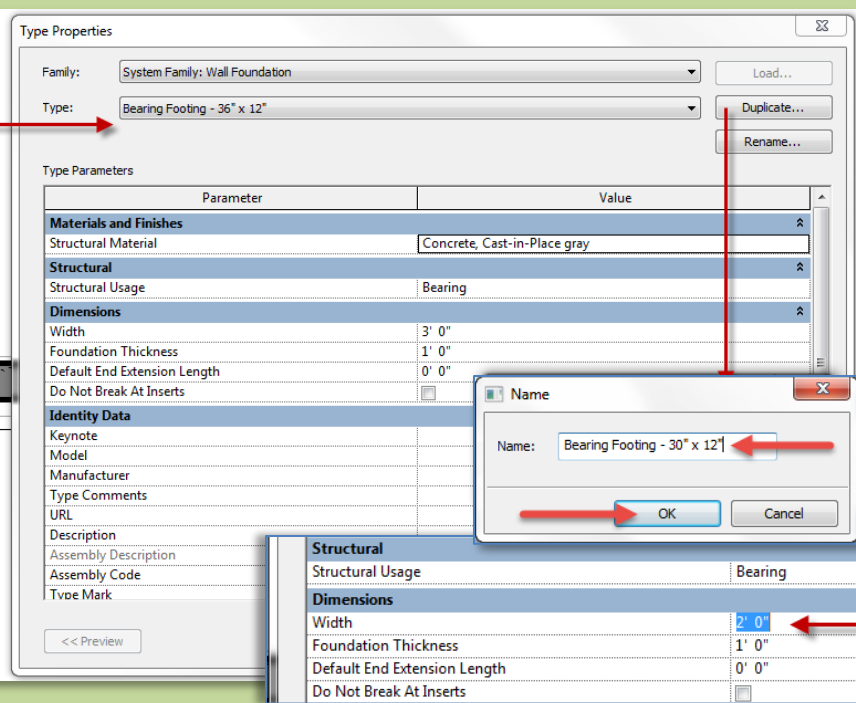 Type Properties
Family: System Family: Wall Foundation Load...
Type: Bearing Footing - 36" x 12" Duplicate...
Rename...
Type Parameters
Parameter Value
Materials and Finishes
Structural Material Concrete, Cast-in-Place gray
Structural
Structural Usage Bearing
Dimensions
Width 3' 0"
Foundation Thickness 1' 0"
Default End Extension Length 0' 0"
Do Not Break At Inserts
Identity Data
Keynote
Model
Manufacturer
Type Comments
URL
Description
Assembly Description
Assembly Code
Type Mark
<< Preview
Name
Name: Bearing Footing - 30" x 12"
OK Cancel
Structural
Structural Usage Bearing
Dimensions
Width 2' 0"
Foundation Thickness 1' 0"
Default End Extension Length 0' 0"
Do Not Break At Inserts